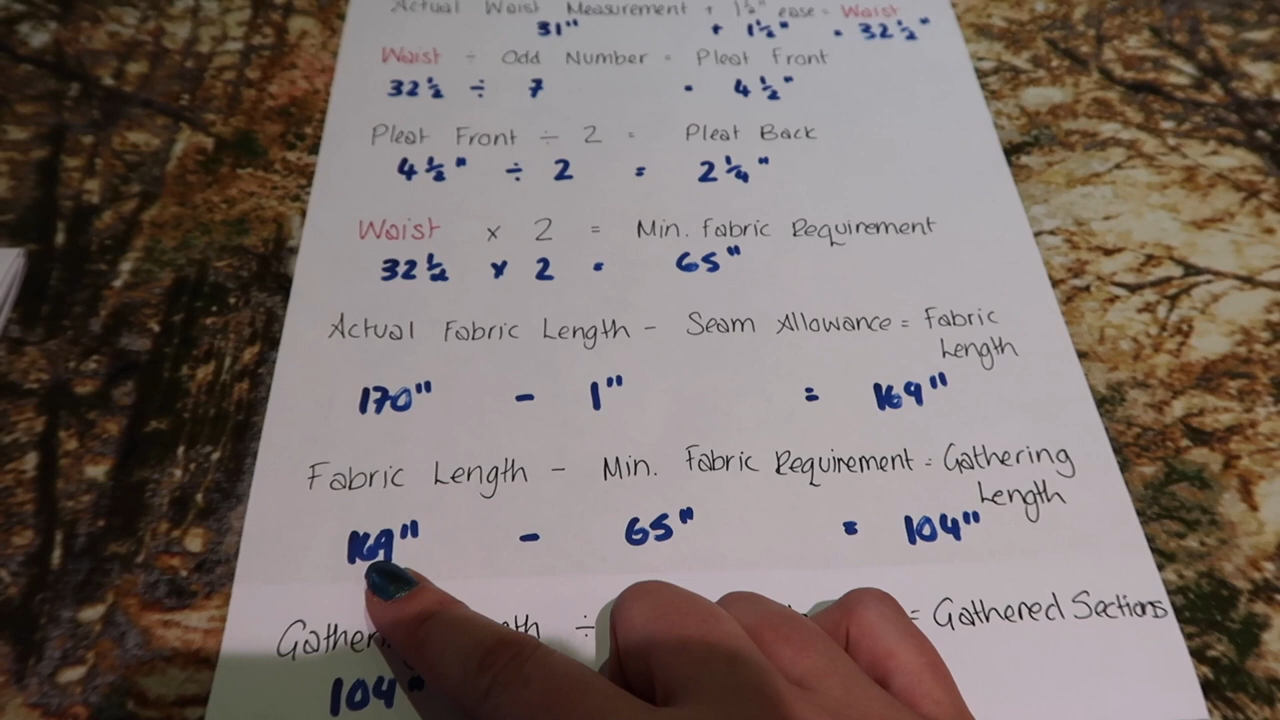 Actual Waist Measurement + 1½" ease = Waist
31" + 1½" = 32½"
Waist ÷ Odd Number = Pleat Front
32½ ÷ 7 = 4½"
Pleat Front ÷ 2 = Pleat Back
4½" ÷ 2 = 2¼"
Waist x 2 = Min. Fabric Requirement
32½ x 2 = 65"
Actual Fabric Length - Seam Allowance = Fabric
Length
170" - 1" = 169"
Fabric Length - Min. Fabric Requirement = Gathering
Length
169" - 65" = 104"
÷ = Gathered Sections
104"